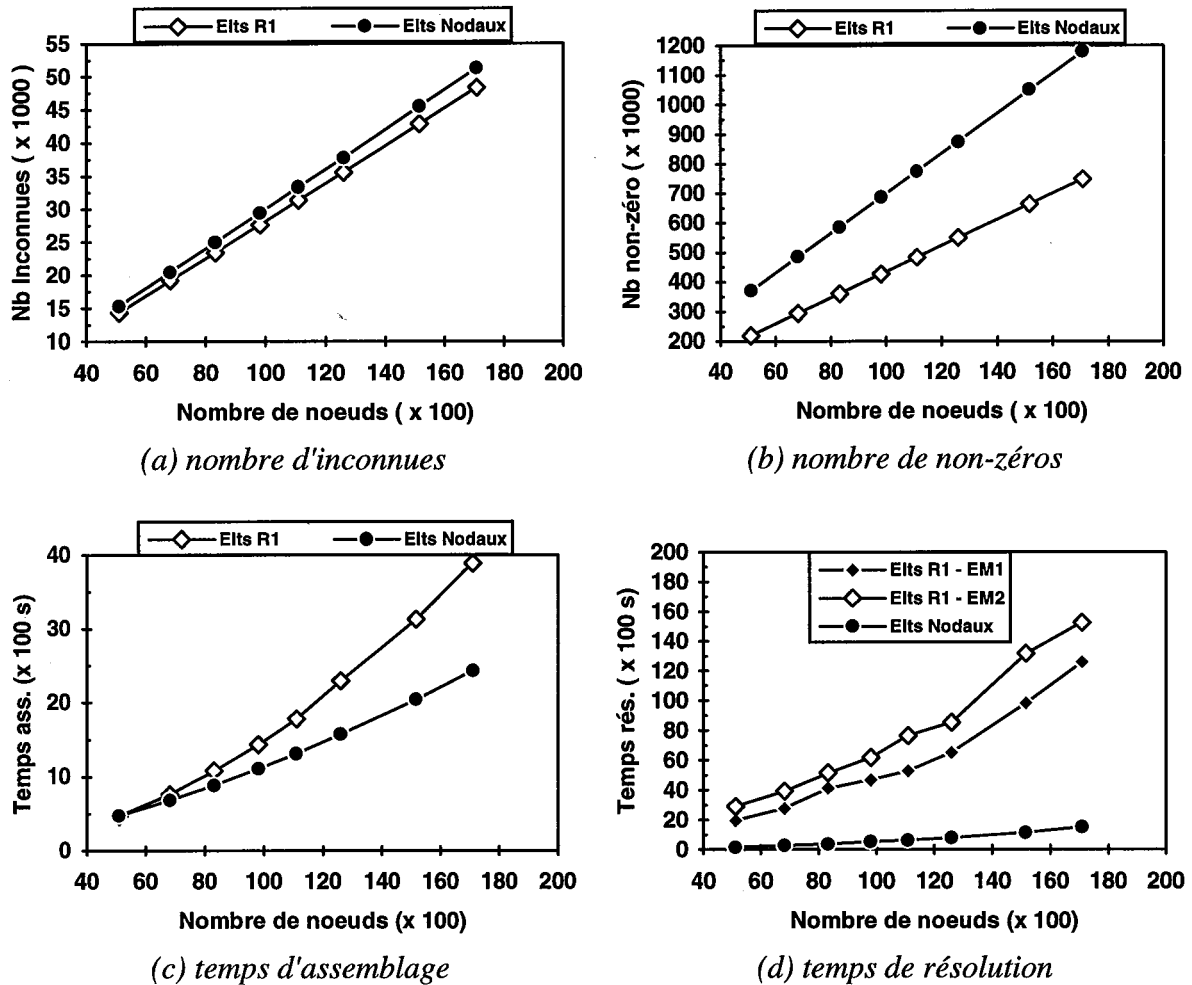 Elts R1 Elts Nodaux
55
50
45
40
35
30
25
20
15
10
Nb Inconnues ( x 1000)
40 60 80 100 120 140 160 180 200
Nombre de noeuds ( x 100)
(a) nombre d'inconnues
Elts R1 Elts Nodaux
1200
1100
1000
900
800
700
600
500
400
300
200
Nb non-zéro ( x 1000)
40 60 80 100 120 140 160 180 200
Nombre de noeuds ( x 100)
(b) nombre de non-zéros
Elts R1 Elts Nodaux
40
30
20
10
0
Temps ass. (x 100 s)
40 60 80 100 120 140 160 180 200
Nombre de noeuds (x 100)
(c) temps d'assemblage
Elts R1 - EM1
Elts R1 - EM2
Elts Nodaux
200
180
160
140
120
100
80
60
40
20
0
Temps rés. ( x 100 s)
40 60 80 100 120 140 160 180 200
Nombre de noeuds (x 100)
(d) temps de résolution